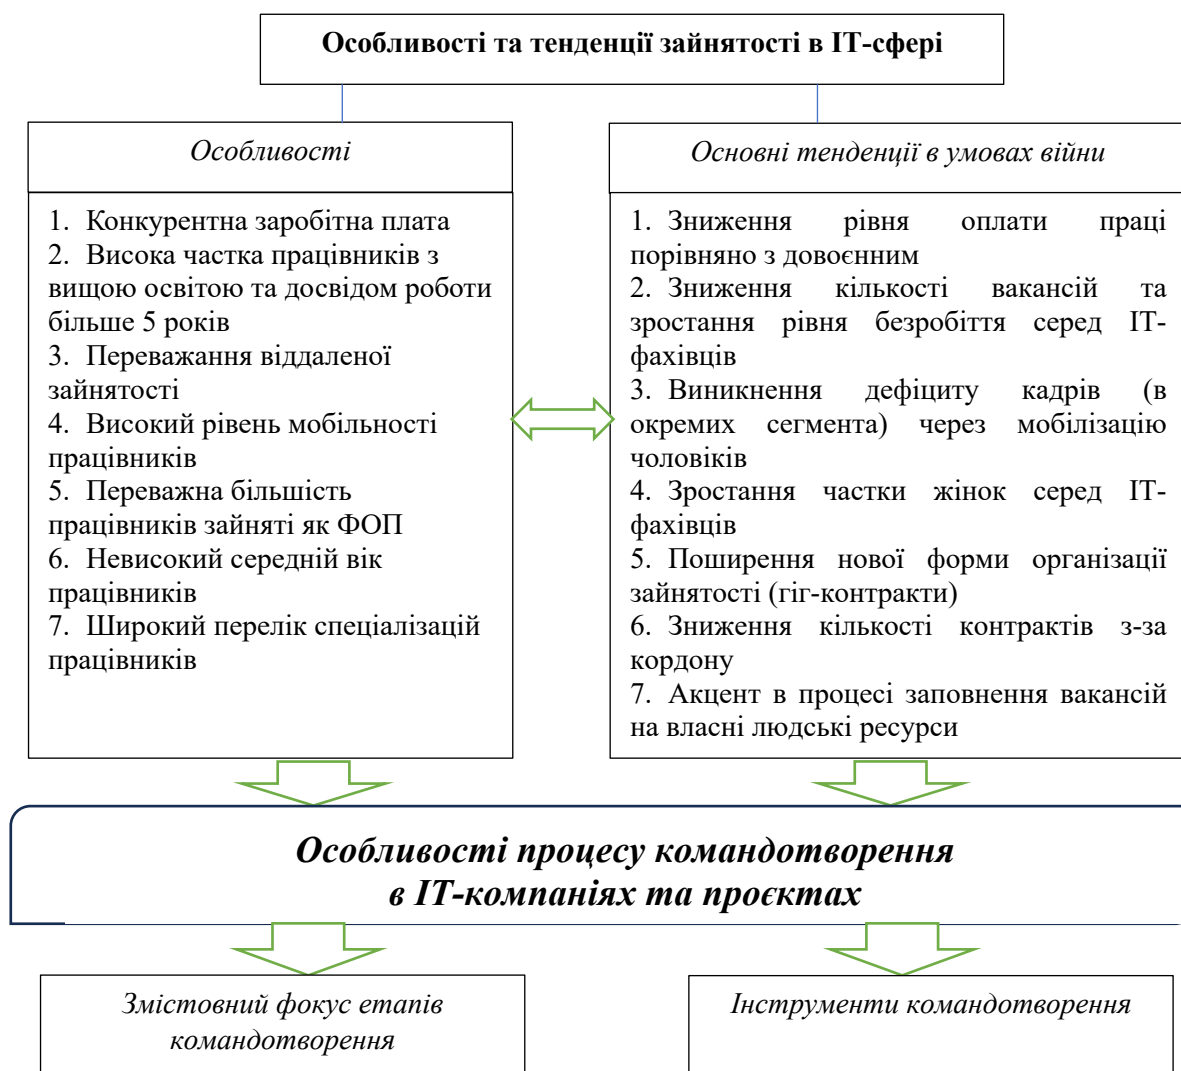 Особливості та тенденції зайнятості в ІТ-сфері
Особливості
1. Конкурентна заробітна плата
2. Висока частка працівників з
вищою освітою та досвідом роботи
більше 5 років
3. Переважання віддаленої
зайнятості
4. Високий рівень мобільності
працівників
5. Переважна більшість
працівників зайняті як ФОП
6. Невисокий середній вік
працівників
7. Широкий перелік спеціалізацій
працівників
Основні тенденції в умовах війни
1. Зниження рівня оплати праці
порівняно з довоєнним
2. Зниження кількості вакансій та
зростання рівня безробіття серед ІТ-
фахівців
3. Виникнення дефіциту кадрів (в
окремих сегмента) через мобілізацію
чоловіків
4. Зростання частки жінок серед ІТ-
фахівців
5. Поширення нової форми організації
зайнятості (гіг-контракти)
6. Зниження кількості контрактів з-за
кордону
7. Акцент в процесі заповнення вакансій
на власні людські ресурси
Особливості процесу командотворення
в ІТ-компаніях та проєктах
Змістовний фокус етапів
командотворення
Інструменти командотворення